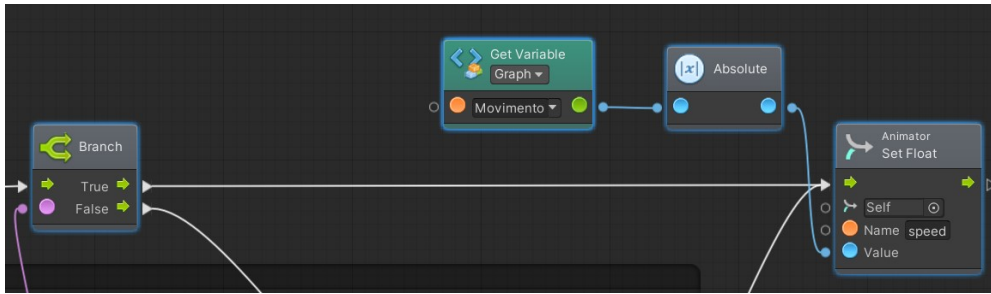 Get Variable
Graph
Movimento
|x| Absolute
Branch
True
False
Animator
Set Float
Self
Name speed
Value